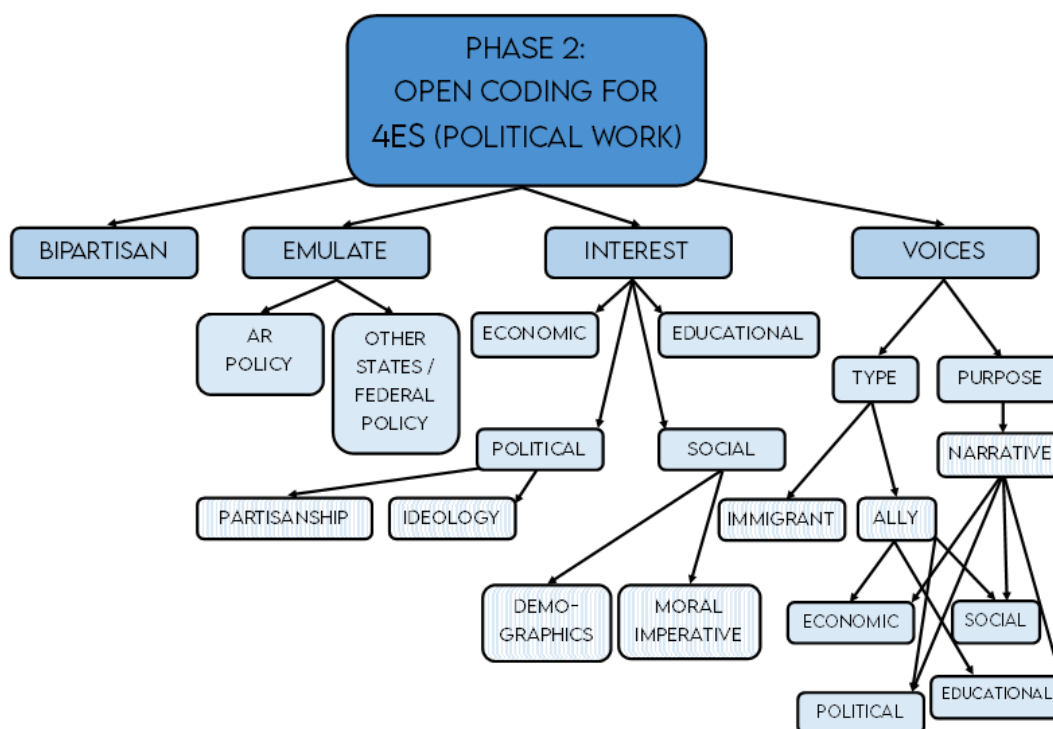 PHASE 2:
OPEN CODING FOR
4ES (POLITICAL WORK)
BIPARTISAN
EMULATE
INTEREST
VOICES
AR
POLICY
OTHER
STATES /
FEDERAL
POLICY
ECONOMIC
EDUCATIONAL
TYPE
PURPOSE
POLITICAL
SOCIAL
NARRATIVE
PARTISANSHIP
IDEOLOGY
IMMIGRANT
ALLY
DEMO-
GRAPHICS
MORAL
IMPERATIVE
ECONOMIC
SOCIAL
POLITICAL
EDUCATIONAL